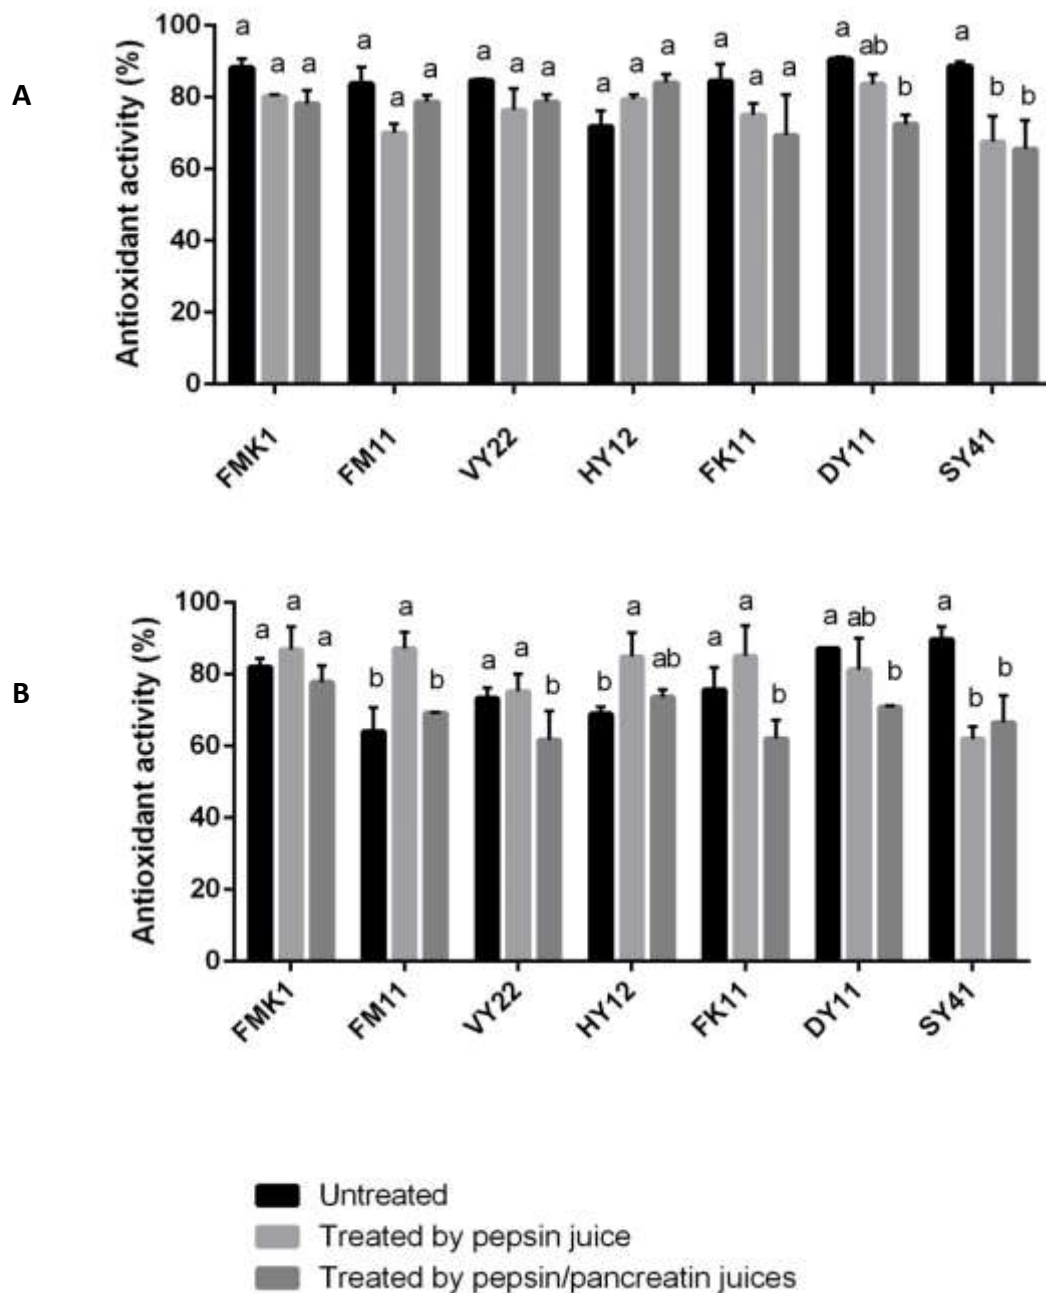 A
Antioxidant activity (%)
100
80
60
40
20
0
a a a
a a a
a a a
a a a
a a a
a ab b
a b b
FMK1 FM11 VY22 HY12 FK11 DY11 SY41
B
Antioxidant activity (%)
100
80
60
40
20
0
a a a
b a b
a a b
b a ab
a a b
a ab b
a b b
FMK1 FM11 VY22 HY12 FK11 DY11 SY41
Untreated
Treated by pepsin juice
Treated by pepsin/pancreatin juices